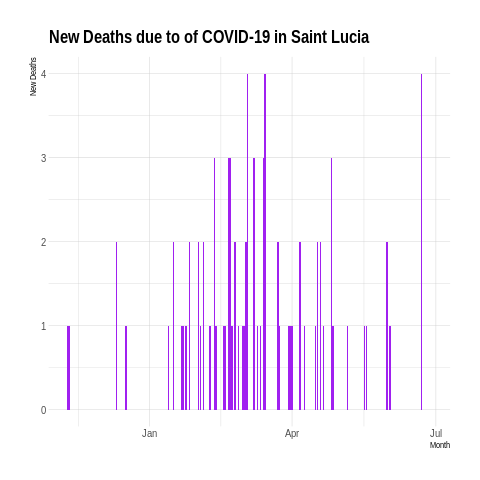 New Deaths due to of COVID-19 in Saint Lucia
New Deaths
4
3
2
1
0
Jan Apr Jul
Month